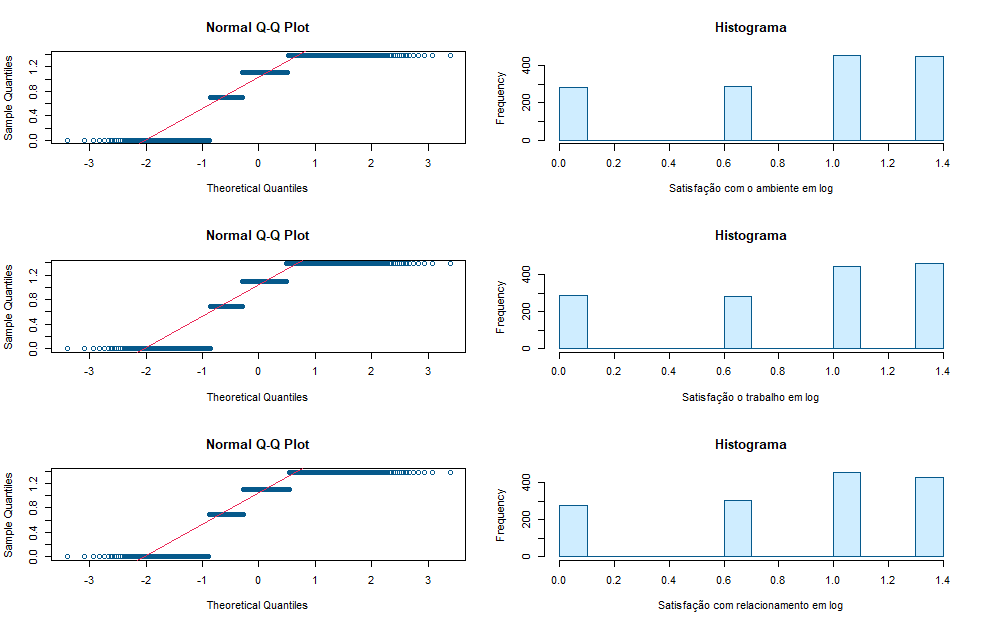 Normal Q-Q Plot
Sample Quantiles
0.0 0.4 0.8 1.2
-3 -2 -1 0 1 2 3
Theoretical Quantiles
Histograma
Frequency
0 200 400
0.0 0.2 0.4 0.6 0.8 1.0 1.2 1.4
Satisfação com o ambiente em log
Normal Q-Q Plot
Sample Quantiles
0.0 0.4 0.8 1.2
-3 -2 -1 0 1 2 3
Theoretical Quantiles
Histograma
Frequency
0 200 400
0.0 0.2 0.4 0.6 0.8 1.0 1.2 1.4
Satisfação o trabalho em log
Normal Q-Q Plot
Sample Quantiles
0.0 0.4 0.8 1.2
-3 -2 -1 0 1 2 3
Theoretical Quantiles
Histograma
Frequency
0 200 400
0.0 0.2 0.4 0.6 0.8 1.0 1.2 1.4
Satisfação com relacionamento em log